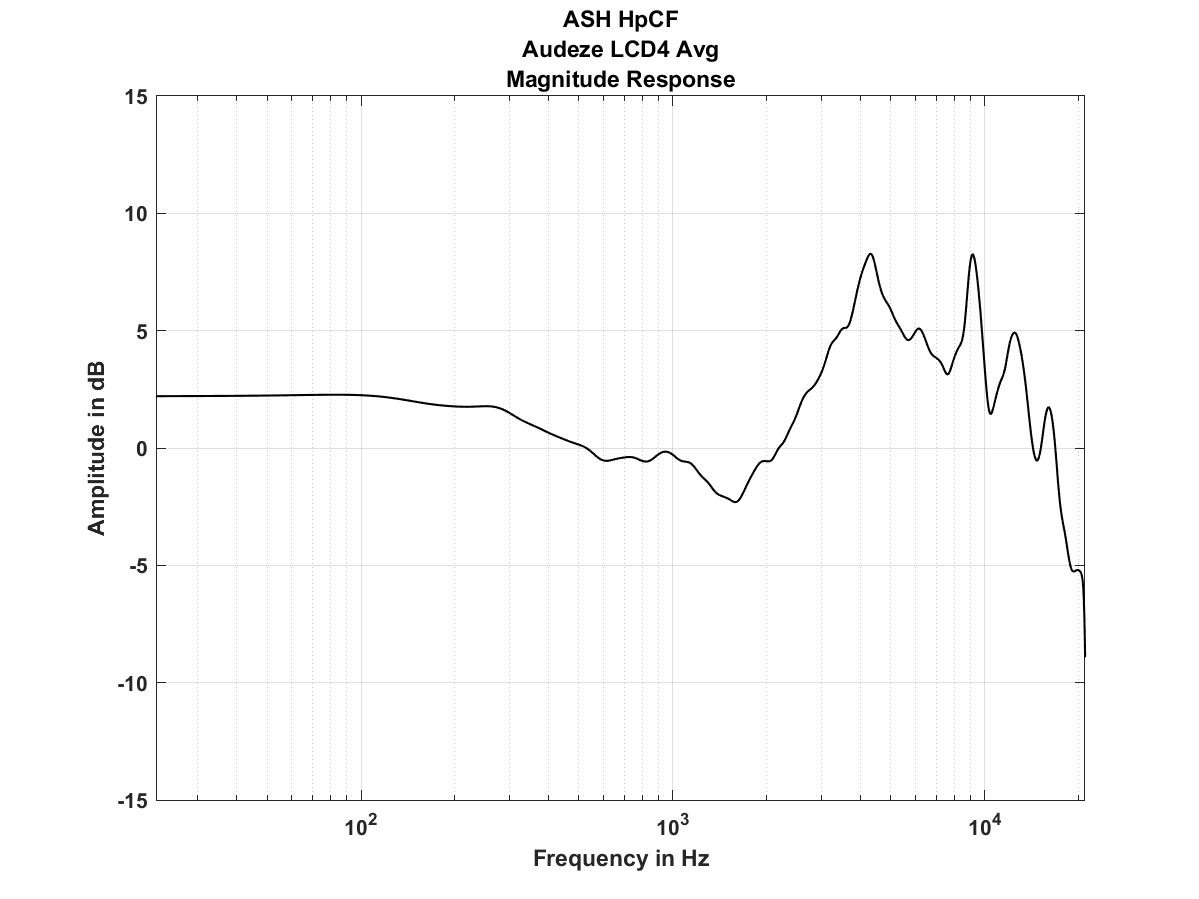 ASH HpCF
Audeze LCD4 Avg
Magnitude Response
15
10
5
0
-5
-10
-15
Amplitude in dB
10²
10³
10⁴
Frequency in Hz